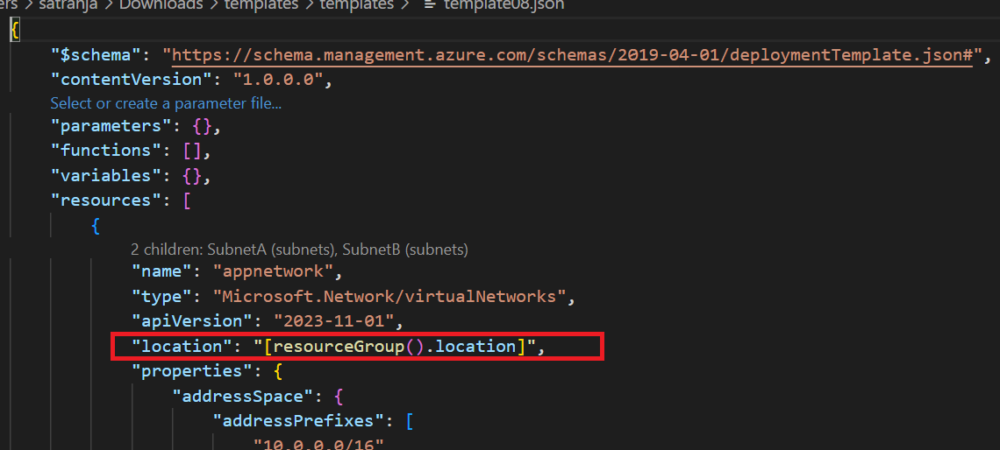 ers > satranja > Downloads > templates > templates > template08.json
{
"$schema": "https://schema.management.azure.com/schemas/2019-04-01/deploymentTemplate.json#",
"contentVersion": "1.0.0.0",
Select or create a parameter file...
"parameters": {},
"functions": [],
"variables": {},
"resources": [
{
2 children: SubnetA (subnets), SubnetB (subnets)
"name": "appnetwork",
"type": "Microsoft.Network/virtualNetworks",
"apiVersion": "2023-11-01",
"location": "[resourceGroup().location]",
"properties": {
"addressSpace": {
"addressPrefixes": [
"10.0.0.0/16"